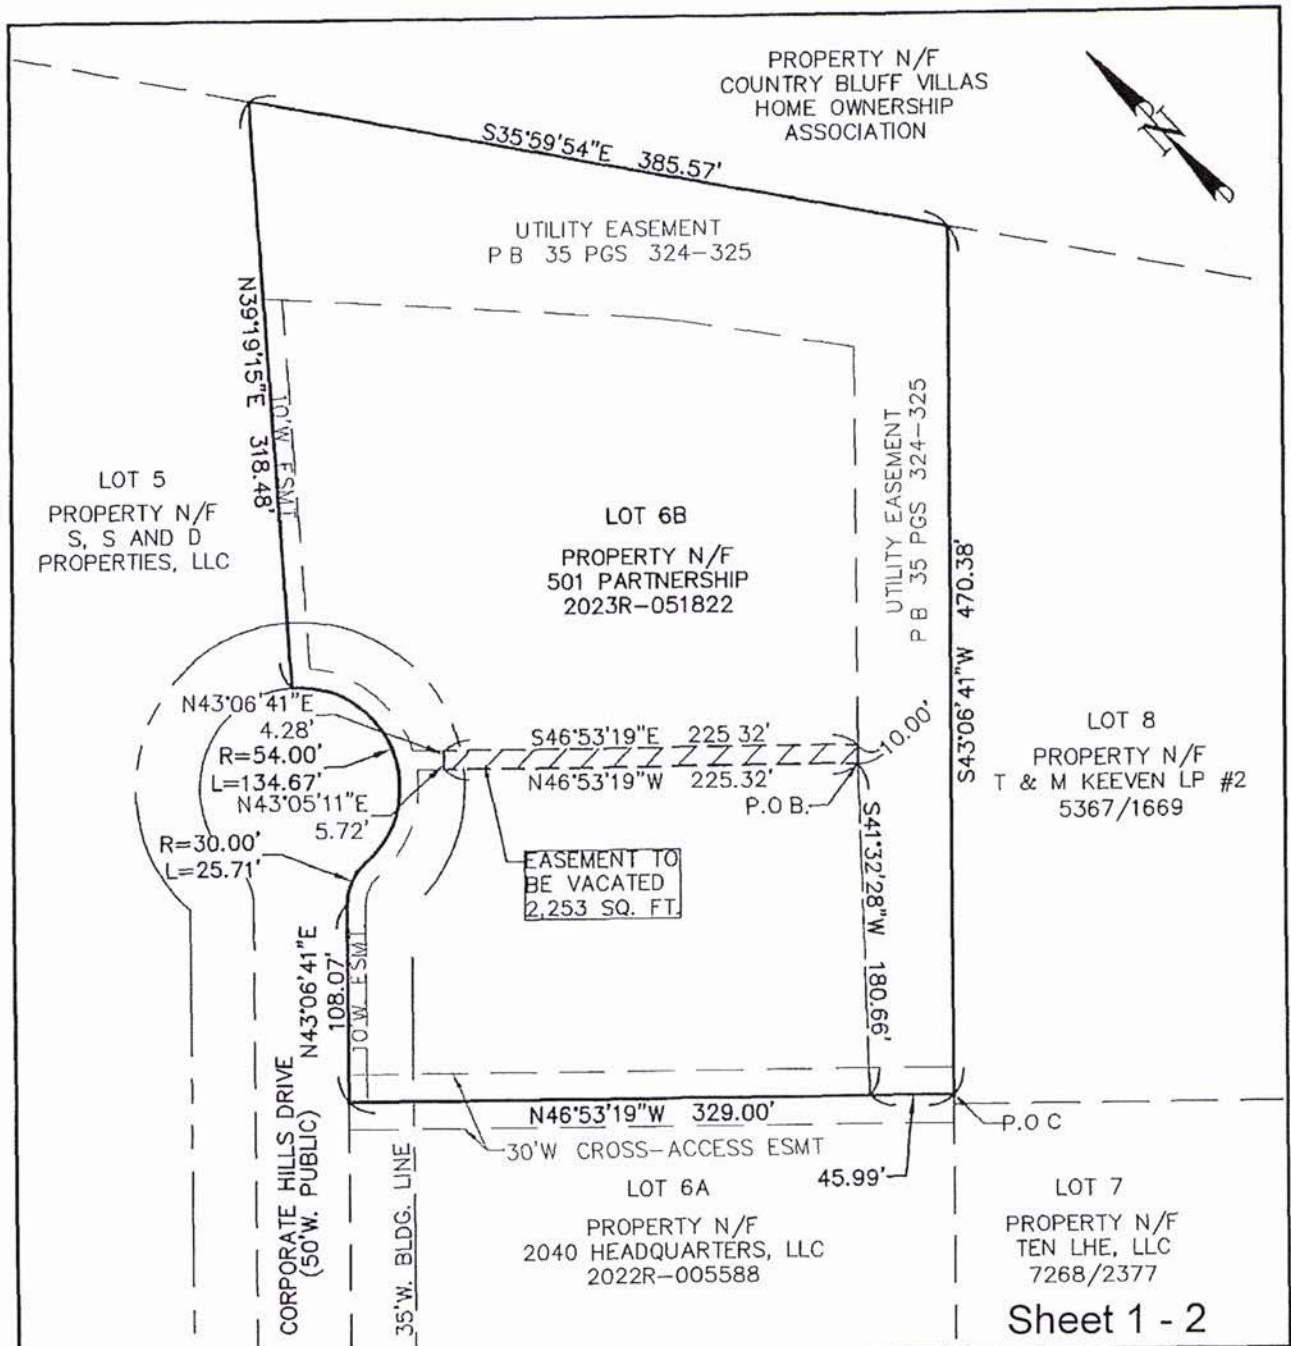 PROPERTY N/F
COUNTRY BLUFF VILLAS
HOME OWNERSHIP
ASSOCIATION
N
S35°59'54"E 385.57'
UTILITY EASEMENT
P B 35 PGS 324-325
N39°19'15"E 318.48'
10'W ESMT
UTILITY EASEMENT
P B 35 PGS 324-325
S43°06'41"W 470.38'
LOT 5
PROPERTY N/F
S, S AND D
PROPERTIES, LLC
LOT 6B
PROPERTY N/F
501 PARTNERSHIP
2023R-051822
LOT 8
PROPERTY N/F
T & M KEEVEN LP #2
5367/1669
N43°06'41"E
4.28'
R=54.00'
L=134.67'
N43°05'11"E
5.72'
R=30.00'
L=25.71'
S46°53'19"E 225.32'
N46°53'19"W 225.32'
10.00'
P.O B.
EASEMENT TO
BE VACATED
2,253 SQ. FT.
S41°32'28"W 180.66'
N43°06'41"E
108.07'
10'W ESMT
N46°53'19"W 329.00'
30'W CROSS-ACCESS ESMT
45.99'
P.O C
CORPORATE HILLS DRIVE
(50'W. PUBLIC)
35'W. BLDG. LINE
LOT 6A
PROPERTY N/F
2040 HEADQUARTERS, LLC
2022R-005588
LOT 7
PROPERTY N/F
TEN LHE, LLC
7268/2377
Sheet 1 - 2